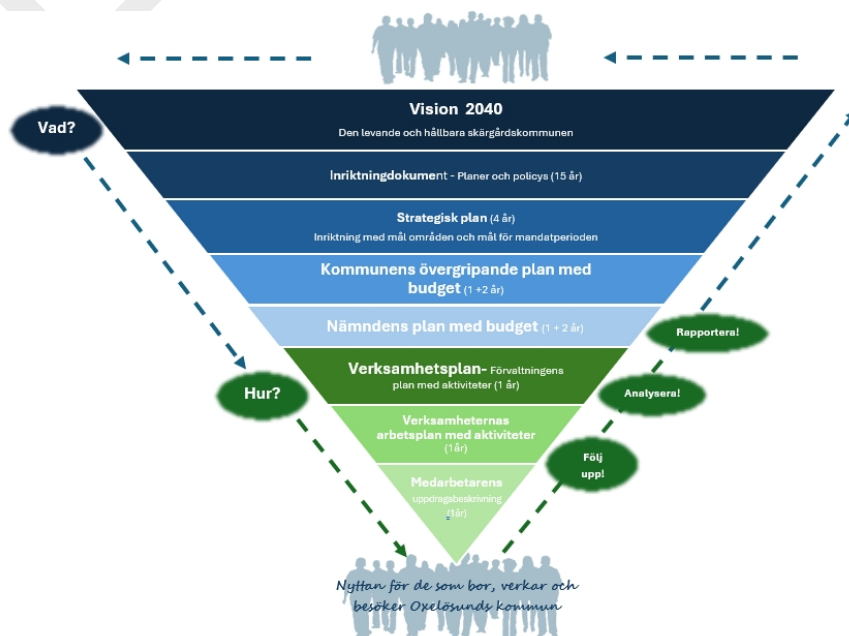 Vad?
Vision 2040
Den levande och hållbara skärgårdskommunen
Inriktningdokument - Planer och policys (15 år)
Strategisk plan (4 år)
Inriktning med mål områden och mål för mandatperioden
Kommunens övergripande plan med
budget (1 +2 år)
Nämndens plan med budget (1 + 2 år)
Rapportera!
Verksamhetsplan- Förvaltningens
plan med aktiviteter (1 år)
Hur?
Analysera!
Verksamheternas
arbetsplan med aktiviteter
(1år)
Följ
upp!
Medarbetarens
uppdragsbeskrivning
(1år)
Nyttan för de som bor, verkar och
besöker Oxelösunds kommun